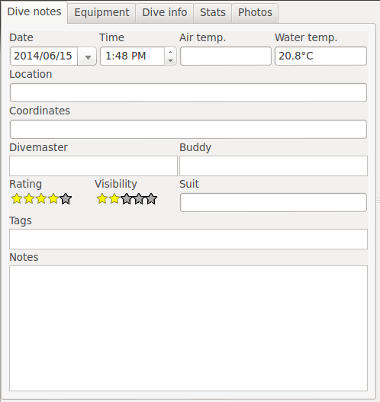 Dive notes Equipment Dive info Stats Photos
Date Time Air temp. Water temp.
2014/06/15 1:48 PM 20.8°C
Location
Coordinates
Divemaster Buddy
Rating Visibility Suit
Tags
Notes